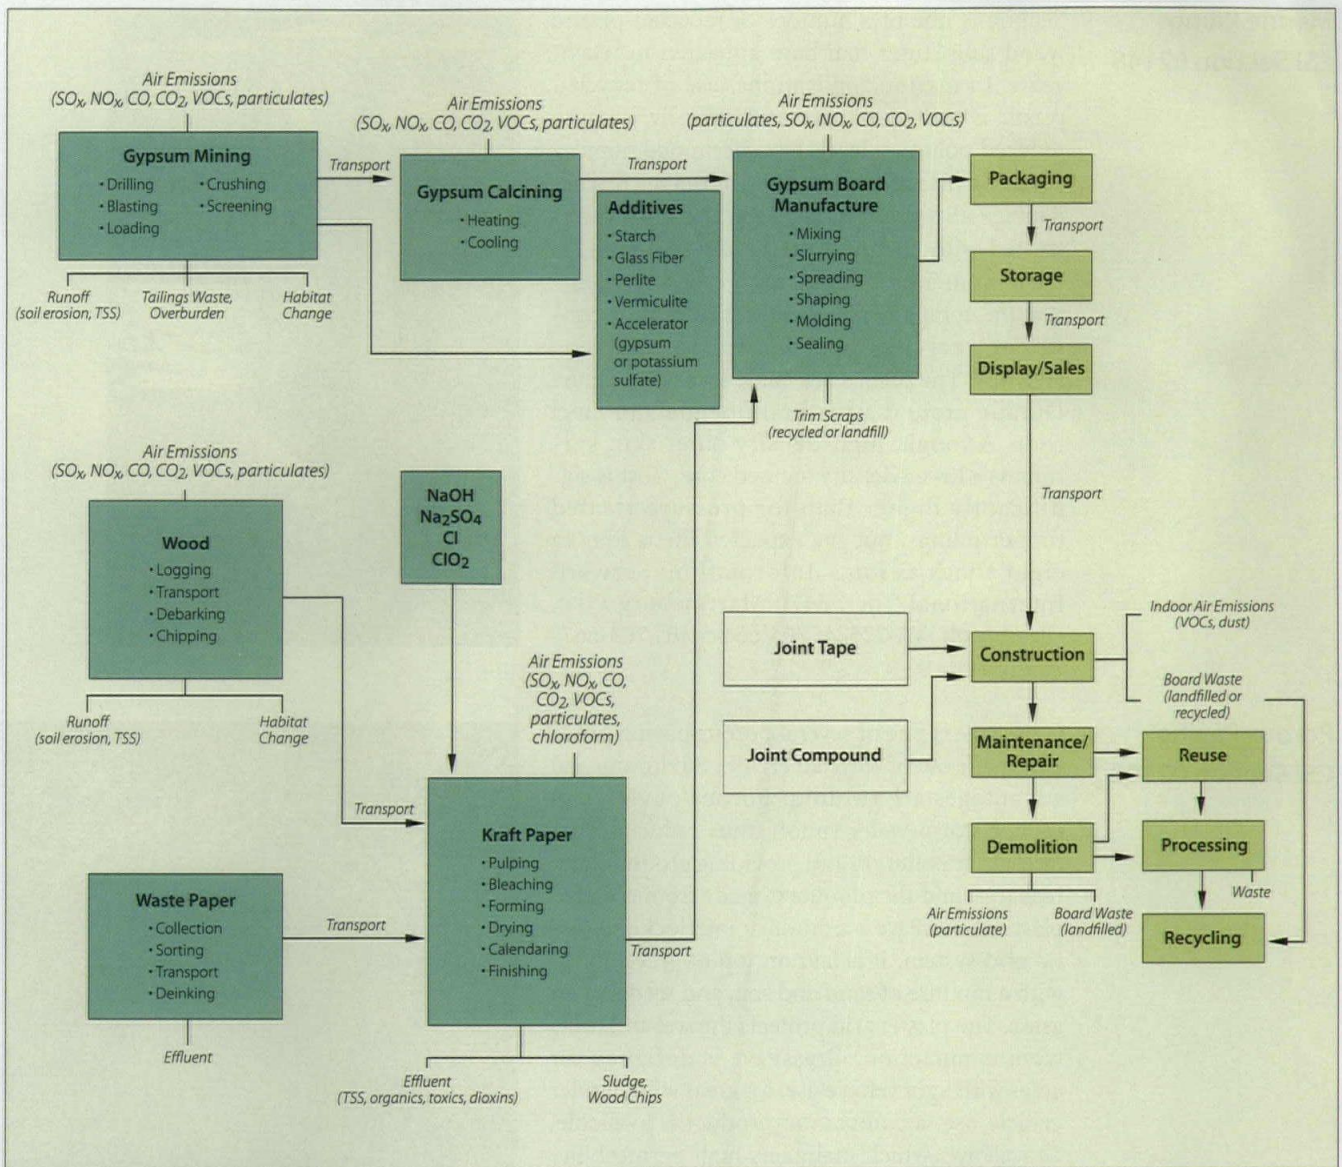 Air Emissions
(SOx, NOx, CO, CO2, VOCs, particulates)
Gypsum Mining
• Drilling
• Blasting
• Loading
• Crushing
• Screening
Runoff
(soil erosion, TSS)
Tailings Waste,
Overburden
Habitat
Change
Transport
Air Emissions
(SOx, NOx, CO, CO2, VOCs, particulates)
Gypsum Calcining
• Heating
• Cooling
Transport
Additives
• Starch
• Glass Fiber
• Perlite
• Vermiculite
• Accelerator
(gypsum
or potassium
sulfate)
Air Emissions
(particulates, SOx, NOx, CO, CO2, VOCs)
Gypsum Board
Manufacture
• Mixing
• Slurrying
• Spreading
• Shaping
• Molding
• Sealing
Trim Scraps
(recycled or landfill)
Packaging
Transport
Storage
Transport
Display/Sales
Transport
Air Emissions
(SOx, NOx, CO, CO2, VOCs, particulates)
Wood
• Logging
• Transport
• Debarking
• Chipping
Runoff
(soil erosion, TSS)
Habitat
Change
Transport
NaOH
Na2SO4
Cl
ClO2
Waste Paper
• Collection
• Sorting
• Transport
• Deinking
Effluent
Transport
Air Emissions
(SOx, NOx, CO,
CO2, VOCs,
particulates,
chloroform)
Kraft Paper
• Pulping
• Bleaching
• Forming
• Drying
• Calendaring
• Finishing
Effluent
(TSS, organics, toxics, dioxins)
Sludge,
Wood Chips
Transport
Joint Tape
Joint Compound
Construction
Indoor Air Emissions
(VOCs, dust)
Board Waste
(landfilled or
recycled)
Maintenance/
Repair
Reuse
Demolition
Processing
Air Emissions
(particulate)
Board Waste
(landfilled)
Waste
Recycling